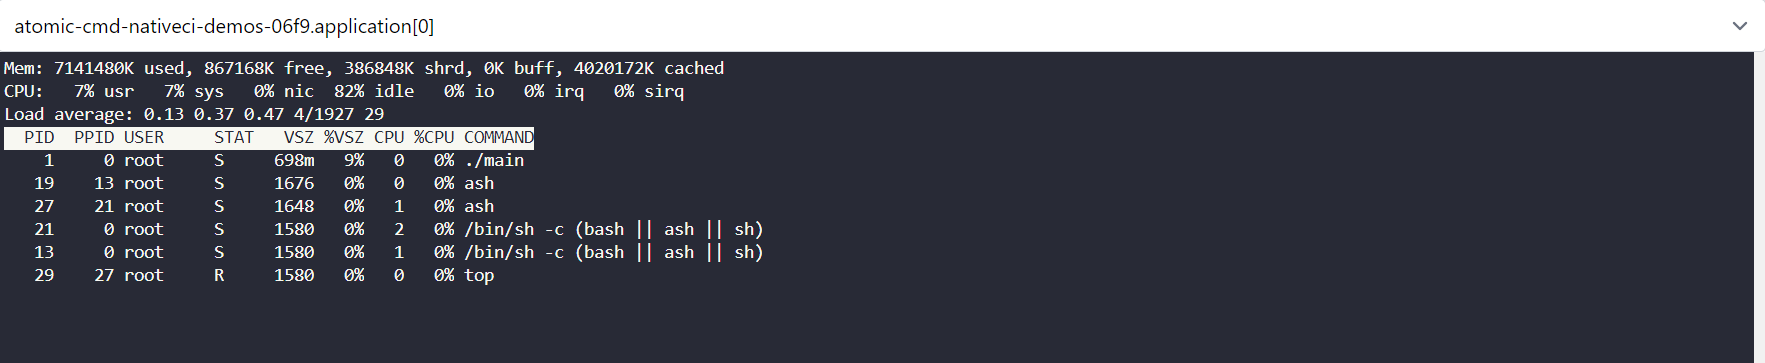 atomic-cmd-nativeci-demos-06f9.application[0]
Mem: 7141480K used, 867168K free, 386848K shrd, 0K buff, 4020172K cached
CPU:   7% usr   7% sys   0% nic  82% idle   0% io   0% irq   0% sirq
Load average: 0.13 0.37 0.47 4/1927 29
  PID  PPID USER     STAT   VSZ %VSZ CPU %CPU COMMAND
    1     0 root     S     698m   9%   0   0% ./main
   19    13 root     S     1676   0%   0   0% ash
   27    21 root     S     1648   0%   1   0% ash
   21     0 root     S     1580   0%   2   0% /bin/sh -c (bash || ash || sh)
   13     0 root     S     1580   0%   1   0% /bin/sh -c (bash || ash || sh)
   29    27 root     R     1580   0%   0   0% top